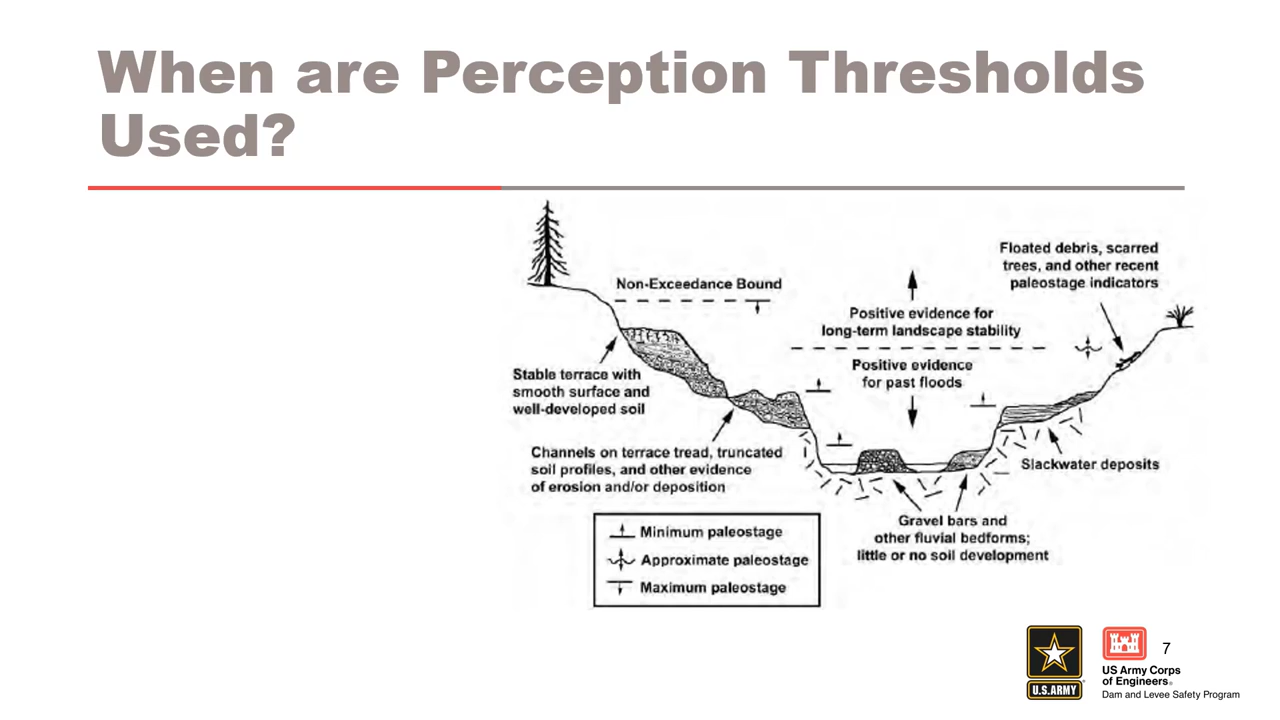 When are Perception Thresholds
Used?
Non-Exceedance Bound
Floated debris, scarred
trees, and other recent
paleostage indicators
Positive evidence for
long-term landscape stability
Positive evidence
for past floods
Stable terrace with
smooth surface and
well-developed soil
Channels on terrace tread, truncated
soil profiles, and other evidence
of erosion and/or deposition
Slackwater deposits
Gravel bars and
other fluvial bedforms;
little or no soil development
Minimum paleostage
Approximate paleostage
Maximum paleostage
U.S.ARMY
US Army Corps
of Engineers®
Dam and Levee Safety Program
7